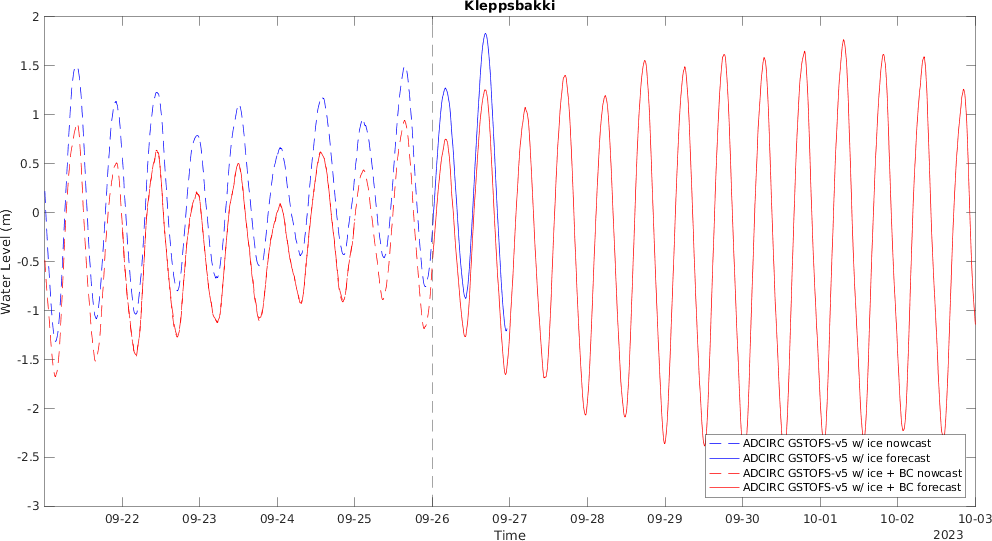 Kleppsbakki
Water Level (m)
2
1.5
1
0.5
0
-0.5
-1
-1.5
-2
-2.5
-3
ADCIRC GSTOFS-v5 w/ ice nowcast
ADCIRC GSTOFS-v5 w/ ice forecast
ADCIRC GSTOFS-v5 w/ ice + BC nowcast
ADCIRC GSTOFS-v5 w/ ice + BC forecast
09-22 09-23 09-24 09-25 09-26 09-27 09-28 09-29 09-30 10-01 10-02 10-03
Time
2023